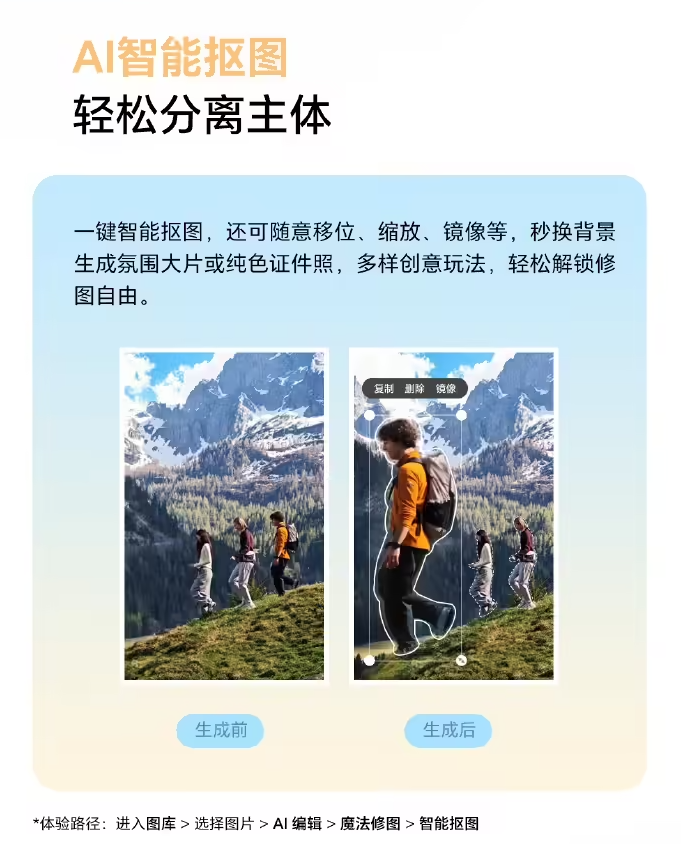 AI智能抠图
轻松分离主体
一键智能抠图，还可随意移位、缩放、镜像等，秒换背景
生成氛围大片或纯色证件照，多样创意玩法，轻松解锁修
图自由。
复制 删除 镜像
生成前
生成后
*体验路径：进入图库 > 选择图片 > AI 编辑 > 魔法修图 > 智能抠图